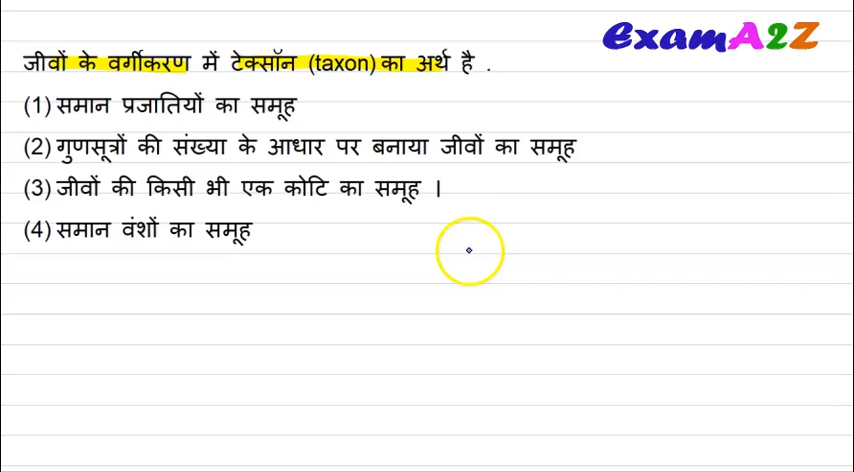 ExamA2Z
जीवों के वर्गीकरण में टेक्सॉन (taxon) का अर्थ है .
(1) समान प्रजातियों का समूह
(2) गुणसूत्रों की संख्या के आधार पर बनाया जीवों का समूह
(3) जीवों की किसी भी एक कोटि का समूह ।
(4) समान वंशों का समूह